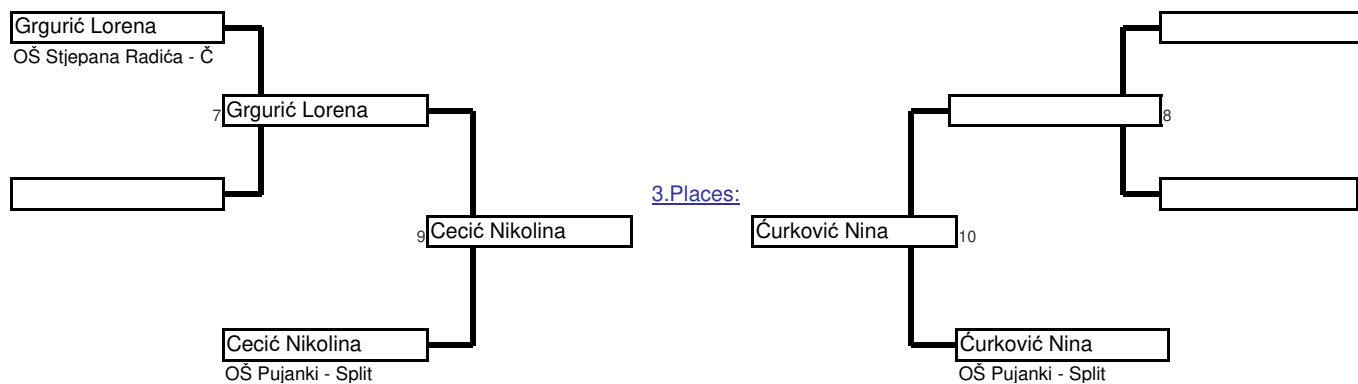 Grgurić Lorena
OŠ Stjepana Radića - Č
7 Grgurić Lorena
8
3.Places:
9 Cecić Nikolina
Ćurković Nina 10
Cecić Nikolina
OŠ Pujanki - Split
Ćurković Nina
OŠ Pujanki - Split